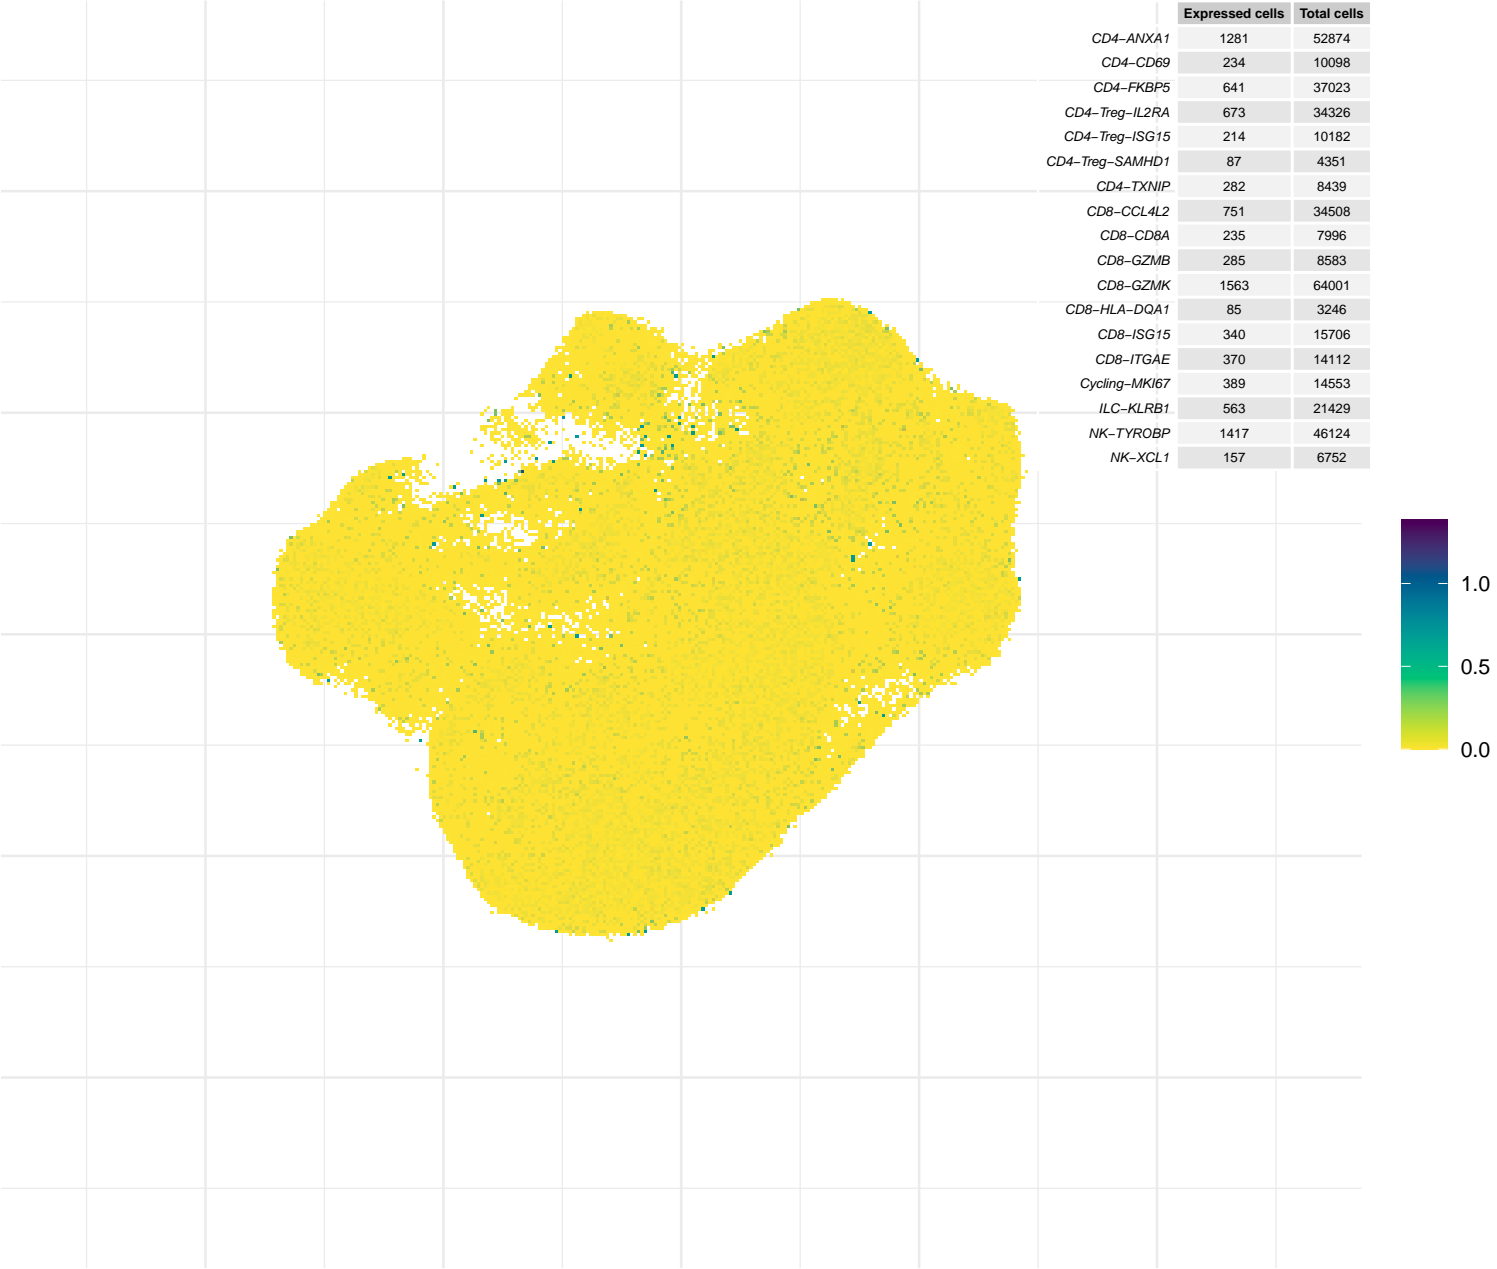 Expressed cells Total cells
CD4−ANXA1 1281 52874
CD4−CD69 234 10098
CD4−FKBP5 641 37023
CD4−Treg−IL2RA 673 34326
CD4−Treg−ISG15 214 10182
CD4−Treg−SAMHD1 87 4351
CD4−TXNIP 282 8439
CD8−CCL4L2 751 34508
CD8−CD8A 235 7996
CD8−GZMB 285 8583
CD8−GZMK 1563 64001
CD8−HLA−DQA1 85 3246
CD8−ISG15 340 15706
CD8−ITGAE 370 14112
Cycling−MKI67 389 14553
ILC−KLRB1 563 21429
NK−TYROBP 1417 46124
NK−XCL1 157 6752
1.0
0.5
0.0